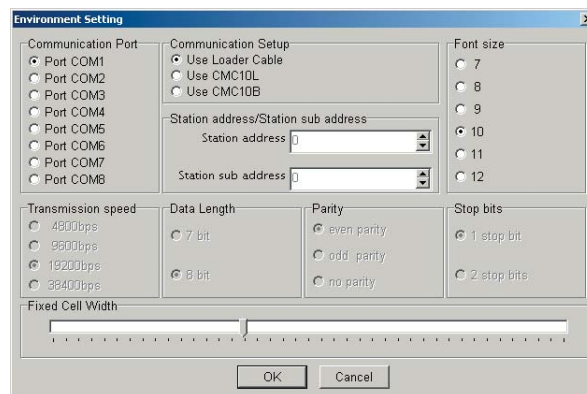 Environment Setting
Communication Port
Port COM1
Port COM2
Port COM3
Port COM4
Port COM5
Port COM6
Port COM7
Port COM8
Communication Setup
Use Loader Cable
Use CMC10L
Use CMC10B
Station address/Station sub address
Station address 0
Station sub address 0
Font size
7
8
9
10
11
12
Transmission speed
4800bps
9600bps
19200bps
38400bps
Data Length
7 bit
8 bit
Parity
even parity
odd parity
no parity
Stop bits
1 stop bit
2 stop bits
Fixed Cell Width
OK
Cancel